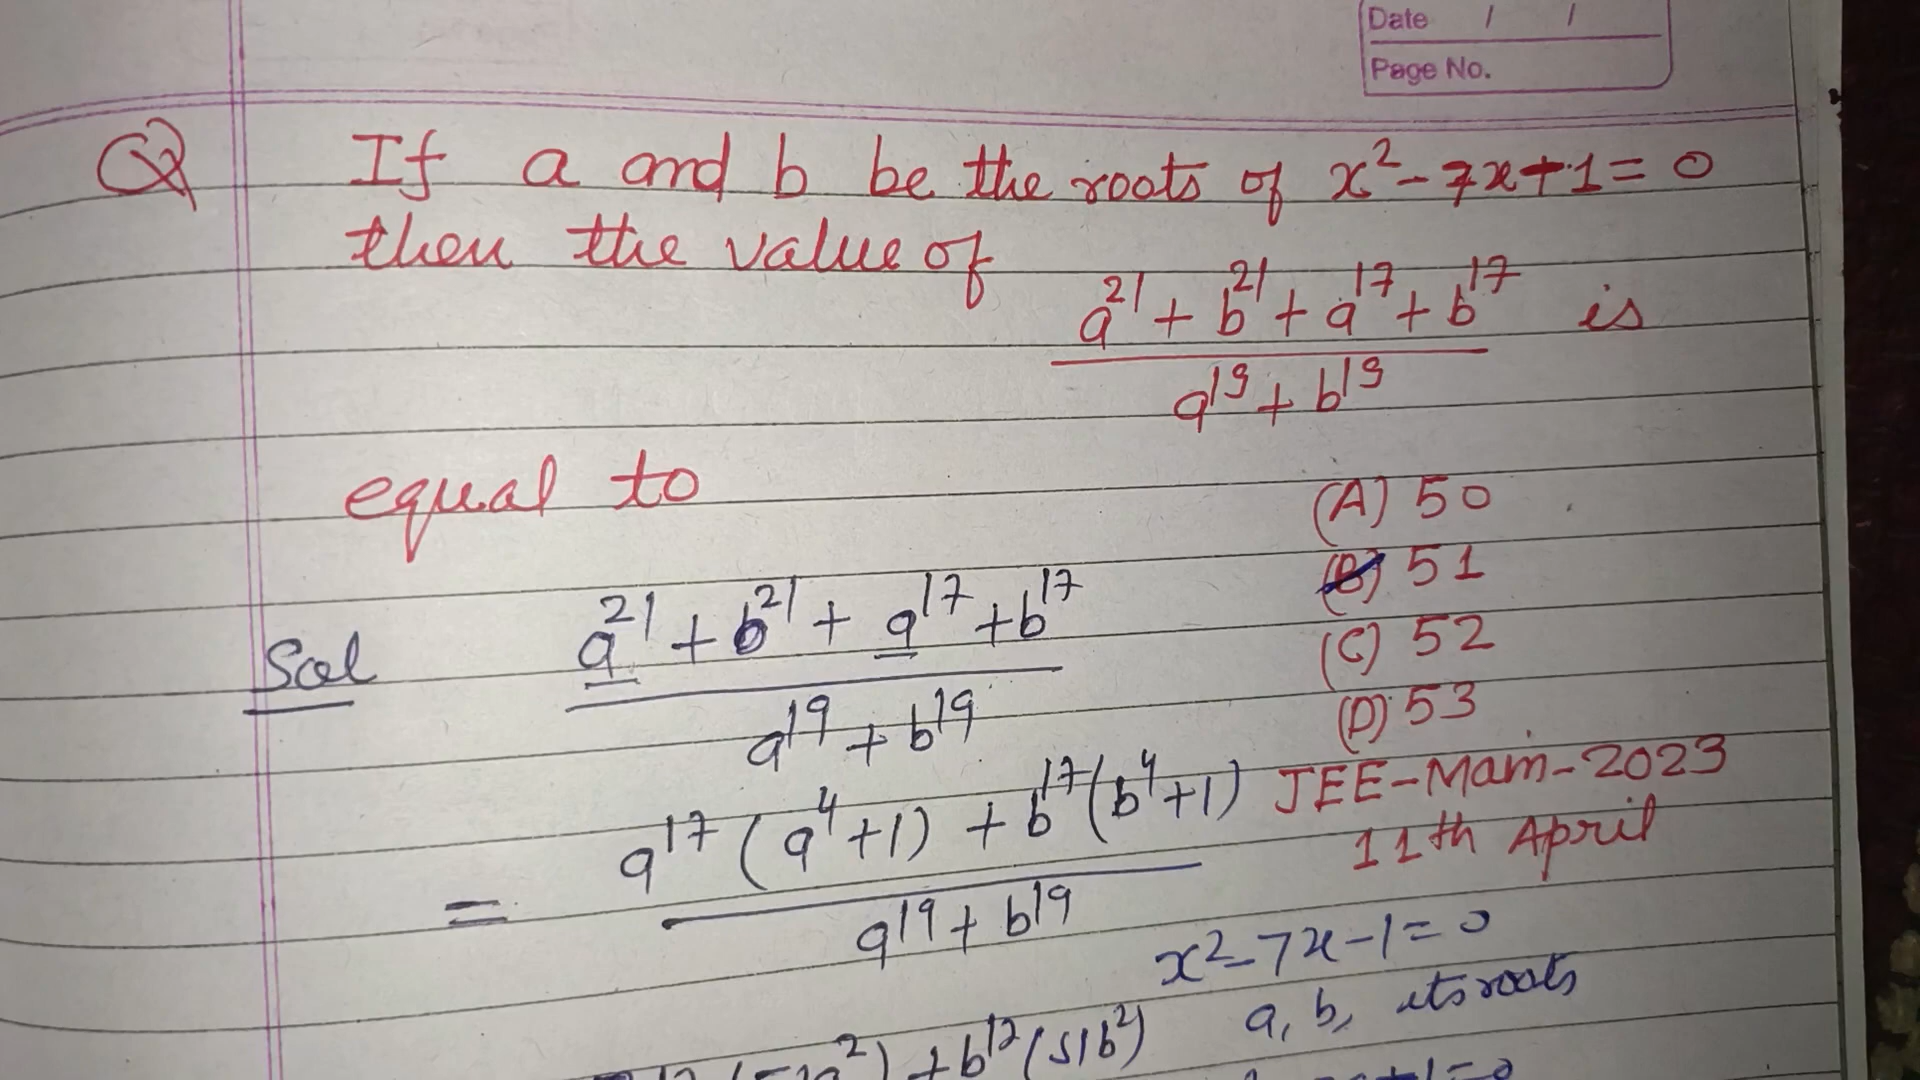 Date / /
Page No.
Q If a and b be the roots of x² - 7x + 1 = 0
then the value of
a²¹ + b²¹ + a¹⁷ + b¹⁷ is
a¹⁹ + b¹⁹
equal to
(A) 50
(B) 51
(C) 52
(D) 53
JEE-Main-2023
11th April
Sol a²¹ + b²¹ + a¹⁷ + b¹⁷
a¹⁹ + b¹⁹
= a¹⁷ (a⁴ + 1) + b¹⁷ (b⁴ + 1)
a¹⁹ + b¹⁹
x² - 7x - 1 = 0
a, b, its roots
+ b¹⁷ (51b²)